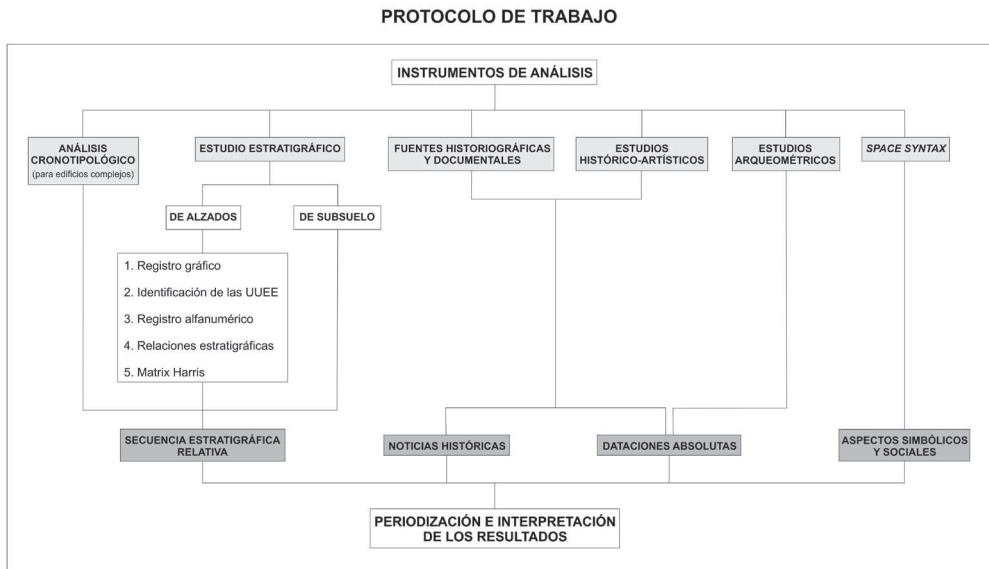 PROTOCOLO DE TRABAJO
INSTRUMENTOS DE ANÁLISIS
ANÁLISIS
CRONOTIPOLÓGICO
(para edificios complejos)
ESTUDIO ESTRATIGRÁFICO
FUENTES HISTORIOGRÁFICAS
Y DOCUMENTALES
ESTUDIOS
HISTÓRICO-ARTÍSTICOS
ESTUDIOS
ARQUEOMÉTRICOS
SPACE SYNTAX
DE ALZADOS
DE SUBSUELO
1. Registro gráfico
2. Identificación de las UUEE
3. Registro alfanumérico
4. Relaciones estratigráficas
5. Matrix Harris
SECUENCIA ESTRATIGRÁFICA
RELATIVA
NOTICIAS HISTÓRICAS
DATACIONES ABSOLUTAS
ASPECTOS SIMBÓLICOS
Y SOCIALES
PERIODIZACIÓN E INTERPRETACIÓN
DE LOS RESULTADOS